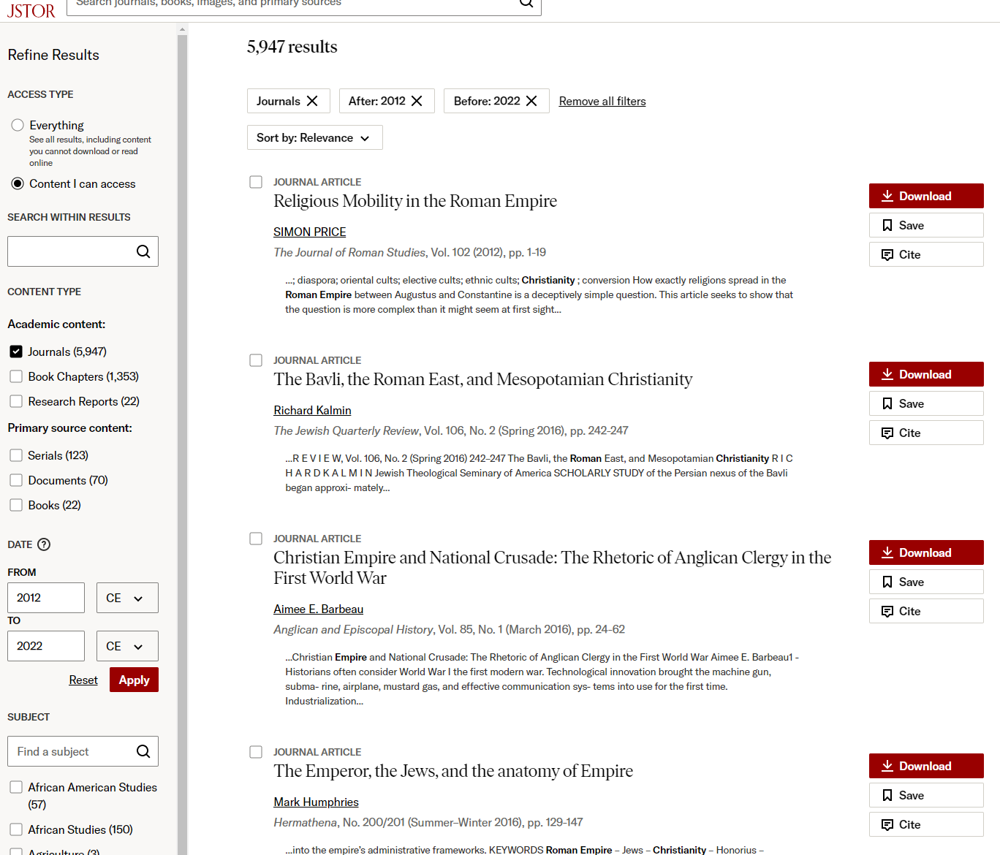 JSTOR
Search journals, books, images, and primary sources
Refine Results
ACCESS TYPE
Everything
See all results, including content
you cannot download or read
online
Content I can access
SEARCH WITHIN RESULTS
CONTENT TYPE
Academic content:
Journals (5,947)
Book Chapters (1,353)
Research Reports (22)
Primary source content:
Serials (123)
Documents (70)
Books (22)
DATE ?
FROM
2012 CE
TO
2022 CE
Reset Apply
SUBJECT
Find a subject
African American Studies
(57)
African Studies (150)
Agriculture (3)
5,947 results
Journals After: 2012 Before: 2022 Remove all filters
Sort by: Relevance
JOURNAL ARTICLE
Religious Mobility in the Roman Empire
SIMON PRICE
The Journal of Roman Studies, Vol. 102 (2012), pp. 1-19
...; diaspora; oriental cults; elective cults; ethnic cults; Christianity ; conversion How exactly religions spread in the
Roman Empire between Augustus and Constantine is a deceptively simple question. This article seeks to show that
the question is more complex than it might seem at first sight...
Download
Save
Cite
JOURNAL ARTICLE
The Bavli, the Roman East, and Mesopotamian Christianity
Richard Kalmin
The Jewish Quarterly Review, Vol. 106, No. 2 (Spring 2016), pp. 242-247
...R E V I E W, Vol. 106, No. 2 (Spring 2016) 242–247 The Bavli, the Roman East, and Mesopotamian Christianity R I C
H A R D K A L M I N Jewish Theological Seminary of America SCHOLARLY STUDY of the Persian nexus of the Bavli
began approxi- mately...
Download
Save
Cite
JOURNAL ARTICLE
Christian Empire and National Crusade: The Rhetoric of Anglican Clergy in the
First World War
Aimee E. Barbeau
Anglican and Episcopal History, Vol. 85, No. 1 (March 2016), pp. 24-62
...Christian Empire and National Crusade: The Rhetoric of Anglican Clergy in the First World War Aimee E. Barbeau1 -
Historians often consider World War I the first modern war. Technological innovation brought the machine gun,
subma- rine, airplane, mustard gas, and effective communication sys- tems into use for the first time.
Industrialization...
Download
Save
Cite
JOURNAL ARTICLE
The Emperor, the Jews, and the anatomy of Empire
Mark Humphries
Hermathena, No. 200/201 (Summer–Winter 2016), pp. 129-147
...into the empire's administrative frameworks. KEYWORDS Roman Empire – Jews – Christianity – Honorius –
Download
Save
Cite